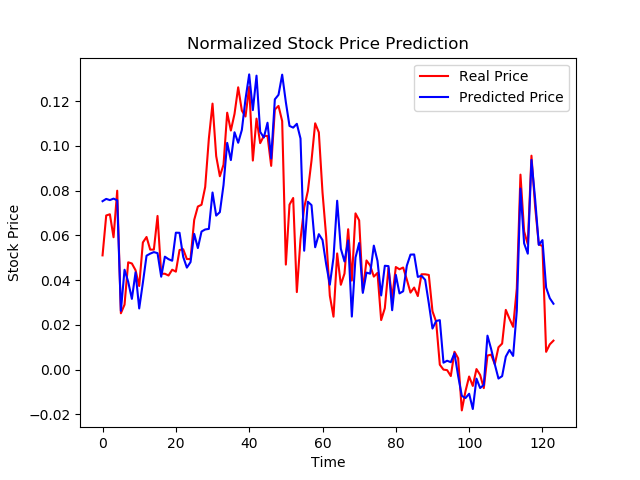 Normalized Stock Price Prediction
Real Price
Predicted Price
Stock Price
0.12
0.10
0.08
0.06
0.04
0.02
0.00
−0.02
0 20 40 60 80 100 120
Time